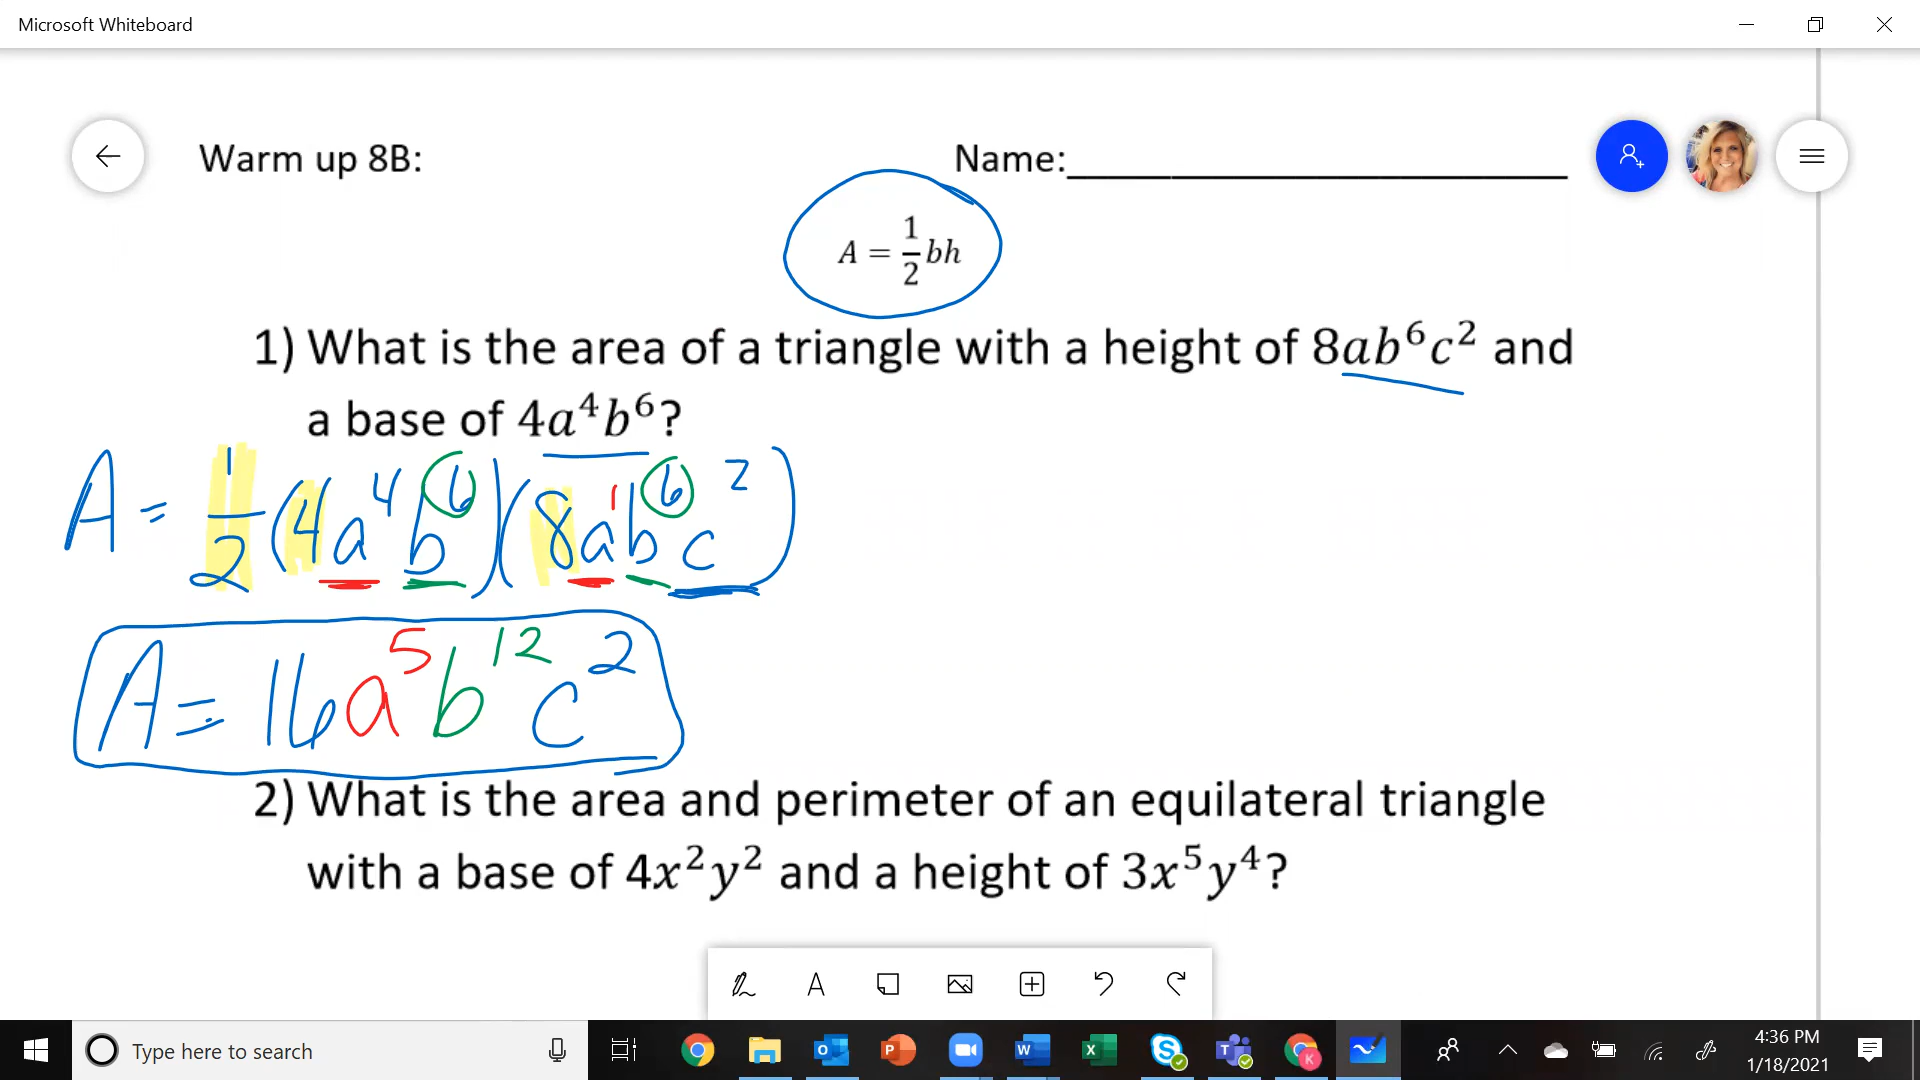 Microsoft Whiteboard
Warm up 8B:
Name:____________________
A = 1/2 bh
1) What is the area of a triangle with a height of 8ab⁶c² and
a base of 4a⁴b⁶?
A = 1/2 (4a⁴b⁶)(8a¹b⁶c²)
A = 16a⁵b¹²c²
2) What is the area and perimeter of an equilateral triangle
with a base of 4x²y² and a height of 3x⁵y⁴?
A
Type here to search
4:36 PM
1/18/2021